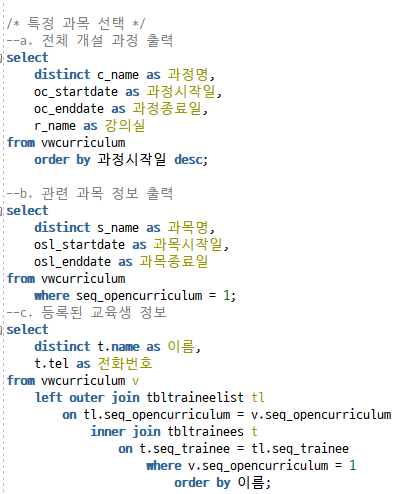 /* 특정 과목 선택 */
--a. 전체 개설 과정 출력
select
distinct c_name as 과정명,
oc_startdate as 과정시작일,
oc_enddate as 과정종료일,
r_name as 강의실
from vwcurriculum
order by 과정시작일 desc;
--b. 관련 과목 정보 출력
select
distinct s_name as 과목명,
osl_startdate as 과목시작일,
osl_enddate as 과목종료일
from vwcurriculum
where seq_opencurriculum = 1;
--c. 등록된 교육생 정보
select
distinct t.name as 이름,
t.tel as 전화번호
from vwcurriculum v
left outer join tbltraineelist tl
on tl.seq_opencurriculum = v.seq_opencurriculum
inner join tbltrainees t
on t.seq_trainee = tl.seq_trainee
where v.seq_opencurriculum = 1
order by 이름;